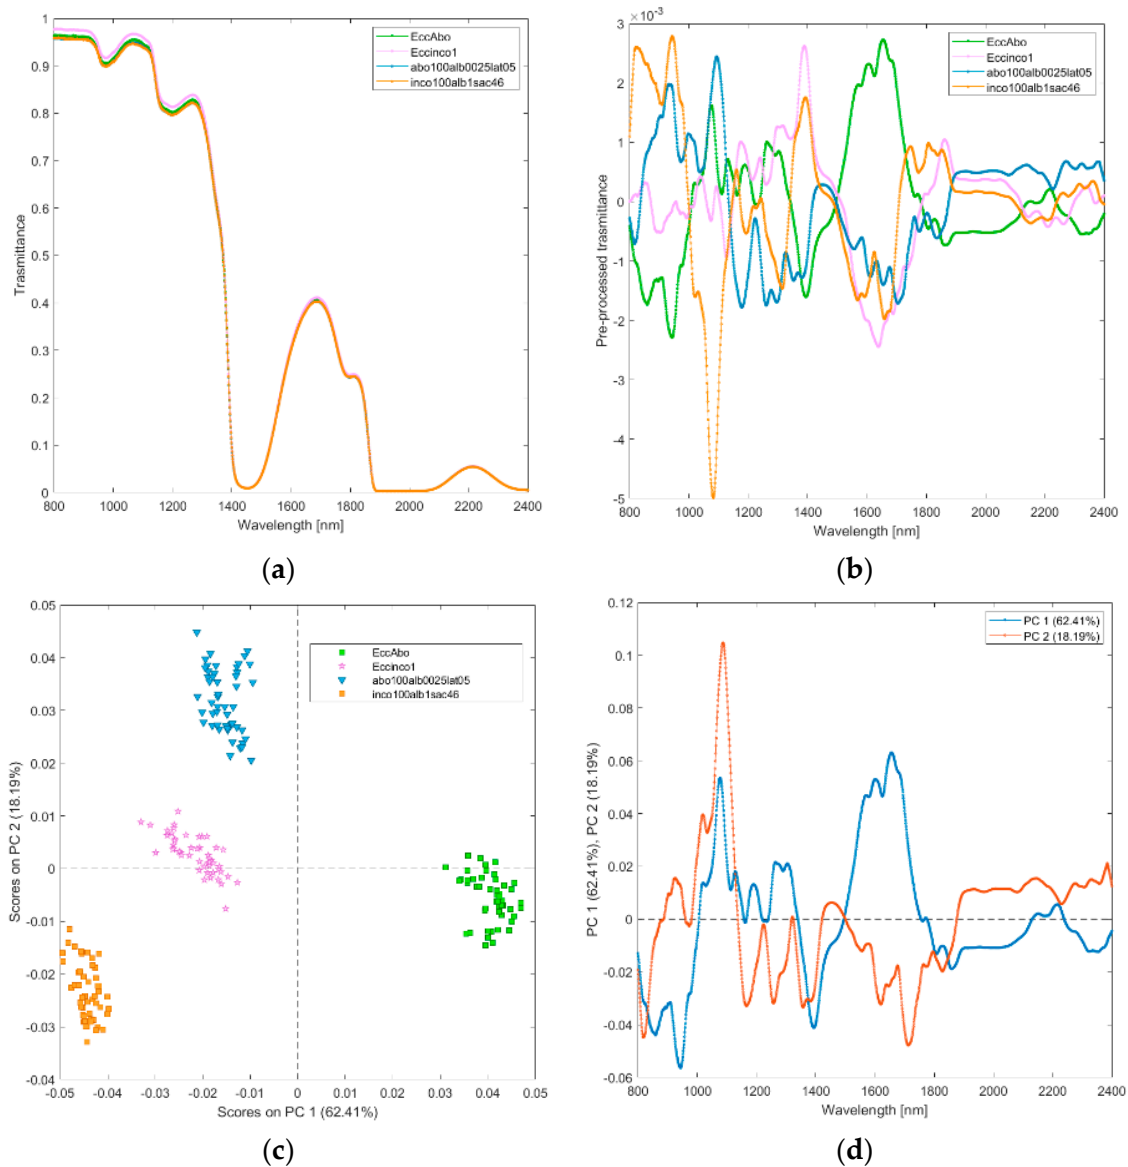 EccAbo
Eccinco1
abo100alb0025lat05
inco100alb1sac46
1
0.9
0.8
0.7
0.6
0.5
0.4
0.3
0.2
0.1
0
Trasmittance
800 1000 1200 1400 1600 1800 2000 2200 2400
Wavelength [nm]
(a)
×10⁻³
EccAbo
Eccinco1
abo100alb0025lat05
inco100alb1sac46
3
2
1
0
-1
-2
-3
-4
-5
Pre-processed trasmittance
800 1000 1200 1400 1600 1800 2000 2200 2400
Wavelength [nm]
(b)
EccAbo
Eccinco1
abo100alb0025lat05
inco100alb1sac46
0.05
0.04
0.03
0.02
0.01
0
-0.01
-0.02
-0.03
-0.04
Scores on PC 2 (18.19%)
-0.05 -0.04 -0.03 -0.02 -0.01 0 0.01 0.02 0.03 0.04 0.05
Scores on PC 1 (62.41%)
(c)
PC 1 (62.41%)
PC 2 (18.19%)
0.12
0.1
0.08
0.06
0.04
0.02
0
-0.02
-0.04
-0.06
PC 1 (62.41%), PC 2 (18.19%)
800 1000 1200 1400 1600 1800 2000 2200 2400
Wavelength [nm]
(d)